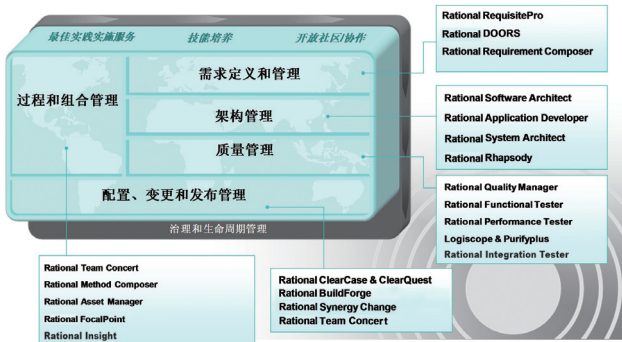 最佳实践实施服务 技能培养 开放社区/协作
过程和组合管理
需求定义和管理
架构管理
质量管理
配置、变更和发布管理
治理和生命周期管理
Rational RequisitePro
Rational DOORS
Rational Requirement Composer
Rational Software Architect
Rational Application Developer
Rational System Architect
Rational Rhapsody
Rational Quality Manager
Rational Functional Tester
Rational Performance Tester
Logiscope & Purifyplus
Rational Integration Tester
Rational Team Concert
Rational Method Composer
Rational Asset Manager
Rational FocalPoint
Rational Insight
Rational ClearCase & ClearQuest
Rational BuildForge
Rational Synergy Change
Rational Team Concert